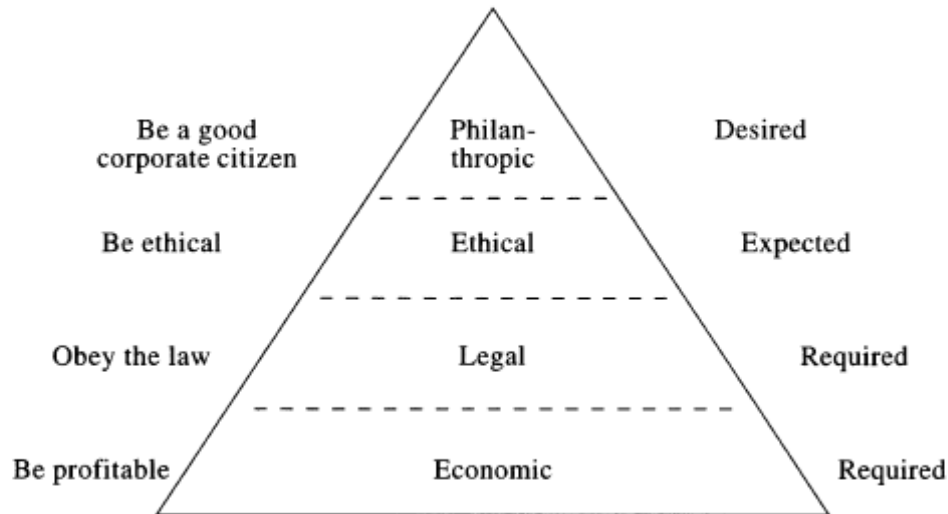 Be a good
corporate citizen
Philan-
thropic
Desired
Be ethical
Ethical
Expected
Obey the law
Legal
Required
Be profitable
Economic
Required